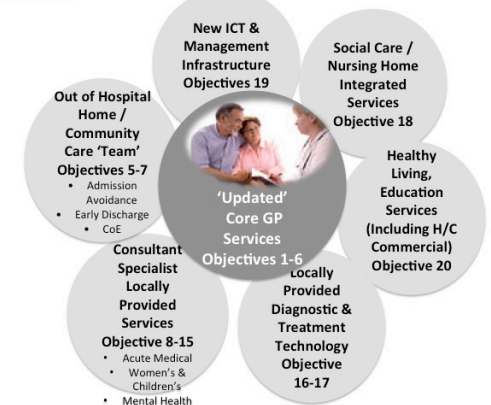 New ICT &
Management
Infrastructure
Objectives 19
Social Care /
Nursing Home
Integrated
Services
Objective 18
Out of Hospital
Home /
Community
Care ‘Team’
Objectives 5-7
• Admission
Avoidance
• Early Discharge
• CoE
‘Updated’
Core GP
Services
Objectives 1-6
Healthy
Living,
Education
Services
(Including H/C
Commercial)
Objective 20
Consultant
Specialist
Locally
Provided
Services
Objective 8-15
• Acute Medical
• Women's &
Children's
• Mental Health
Locally
Provided
Diagnostic &
Treatment
Technology
Objective
16-17